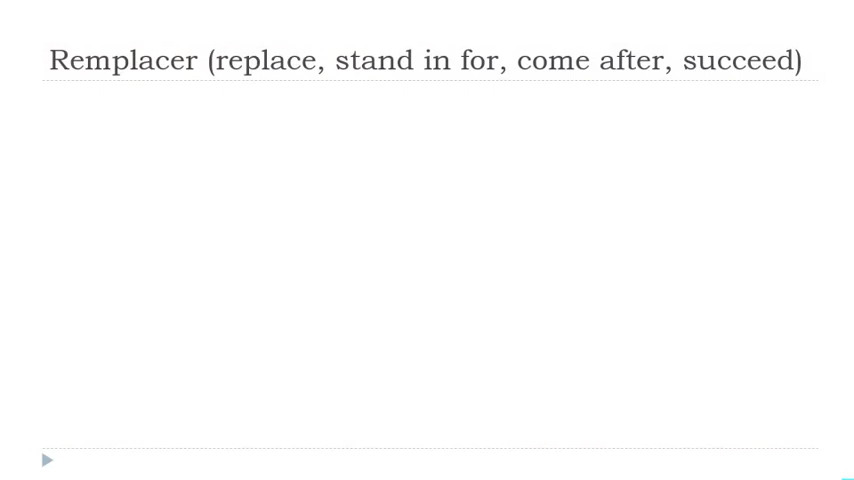 Remplacer (replace, stand in for, come after, succeed)